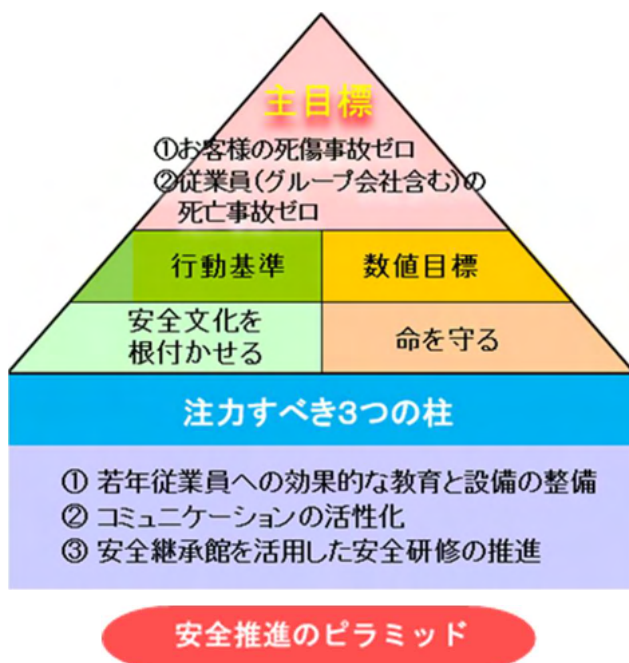 主目標
①お客様の死傷事故ゼロ
②従業員(グループ会社含む)の
死亡事故ゼロ
行動基準
数値目標
安全文化を
根付かせる
命を守る
注力すべき3つの柱
① 若年従業員への効果的な教育と設備の整備
② コミュニケーションの活性化
③ 安全継承館を活用した安全研修の推進
安全推進のピラミッド